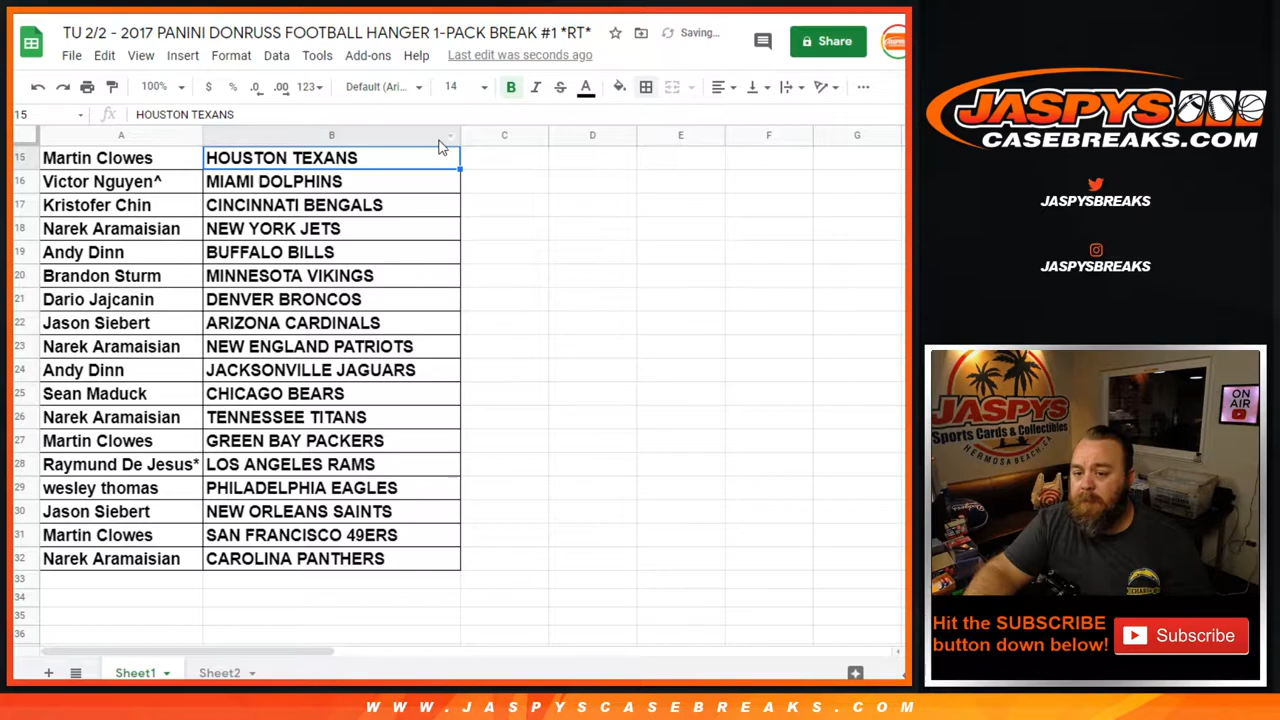 TU 2/2 - 2017 PANINI DONRUSS FOOTBALL HANGER 1-PACK BREAK #1 *RT*
Saving...
Share
File Edit View Insert Format Data Tools Add-ons Help Last edit was seconds ago
100% $ % .0 .00 123 Default (Ari... 14 B I S A
15 fx HOUSTON TEXANS
A B C D E F G
15 Martin Clowes HOUSTON TEXANS
16 Victor Nguyen^ MIAMI DOLPHINS
17 Kristofer Chin CINCINNATI BENGALS
18 Narek Aramaisian NEW YORK JETS
19 Andy Dinn BUFFALO BILLS
20 Brandon Sturm MINNESOTA VIKINGS
21 Dario Jajcanin DENVER BRONCOS
22 Jason Siebert ARIZONA CARDINALS
23 Narek Aramaisian NEW ENGLAND PATRIOTS
24 Andy Dinn JACKSONVILLE JAGUARS
25 Sean Maduck CHICAGO BEARS
26 Narek Aramaisian TENNESSEE TITANS
27 Martin Clowes GREEN BAY PACKERS
28 Raymund De Jesus* LOS ANGELES RAMS
29 wesley thomas PHILADELPHIA EAGLES
30 Jason Siebert NEW ORLEANS SAINTS
31 Martin Clowes SAN FRANCISCO 49ERS
32 Narek Aramaisian CAROLINA PANTHERS
33
34
35
36
Sheet1 Sheet2
JASPYS
CASEBREAKS.COM
JASPYSBREAKS
JASPYSBREAKS
JASPYS
Sports Cards & Collectibles
HERMOSA BEACH, CA
ON AIR
Hit the SUBSCRIBE
button down below!
Subscribe
WWW.JASPYSCASEBREAKS.COM